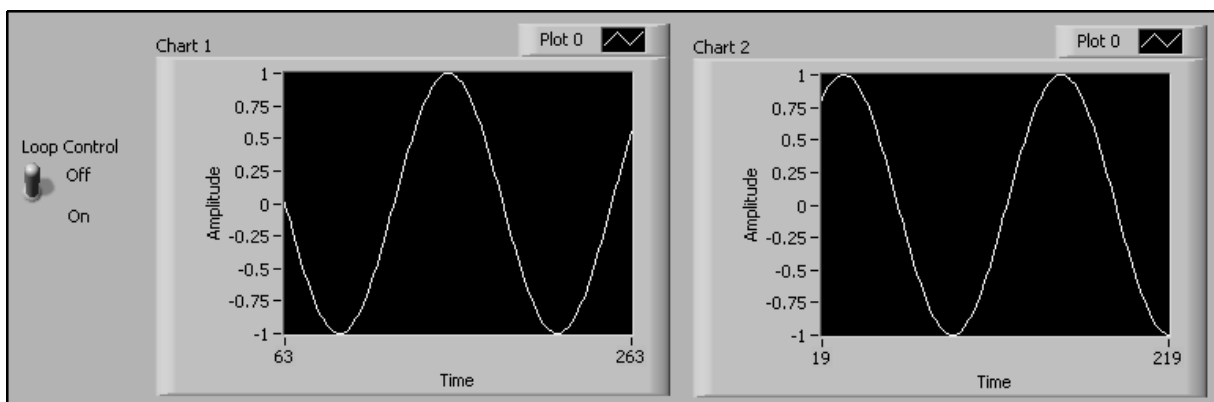 Loop Control
Off
On
Chart 1
Plot 0
Amplitude
1
0.75
0.5
0.25
0
-0.25
-0.5
-0.75
-1
63
263
Time
Chart 2
Plot 0
Amplitude
1
0.75
0.5
0.25
0
-0.25
-0.5
-0.75
-1
19
219
Time